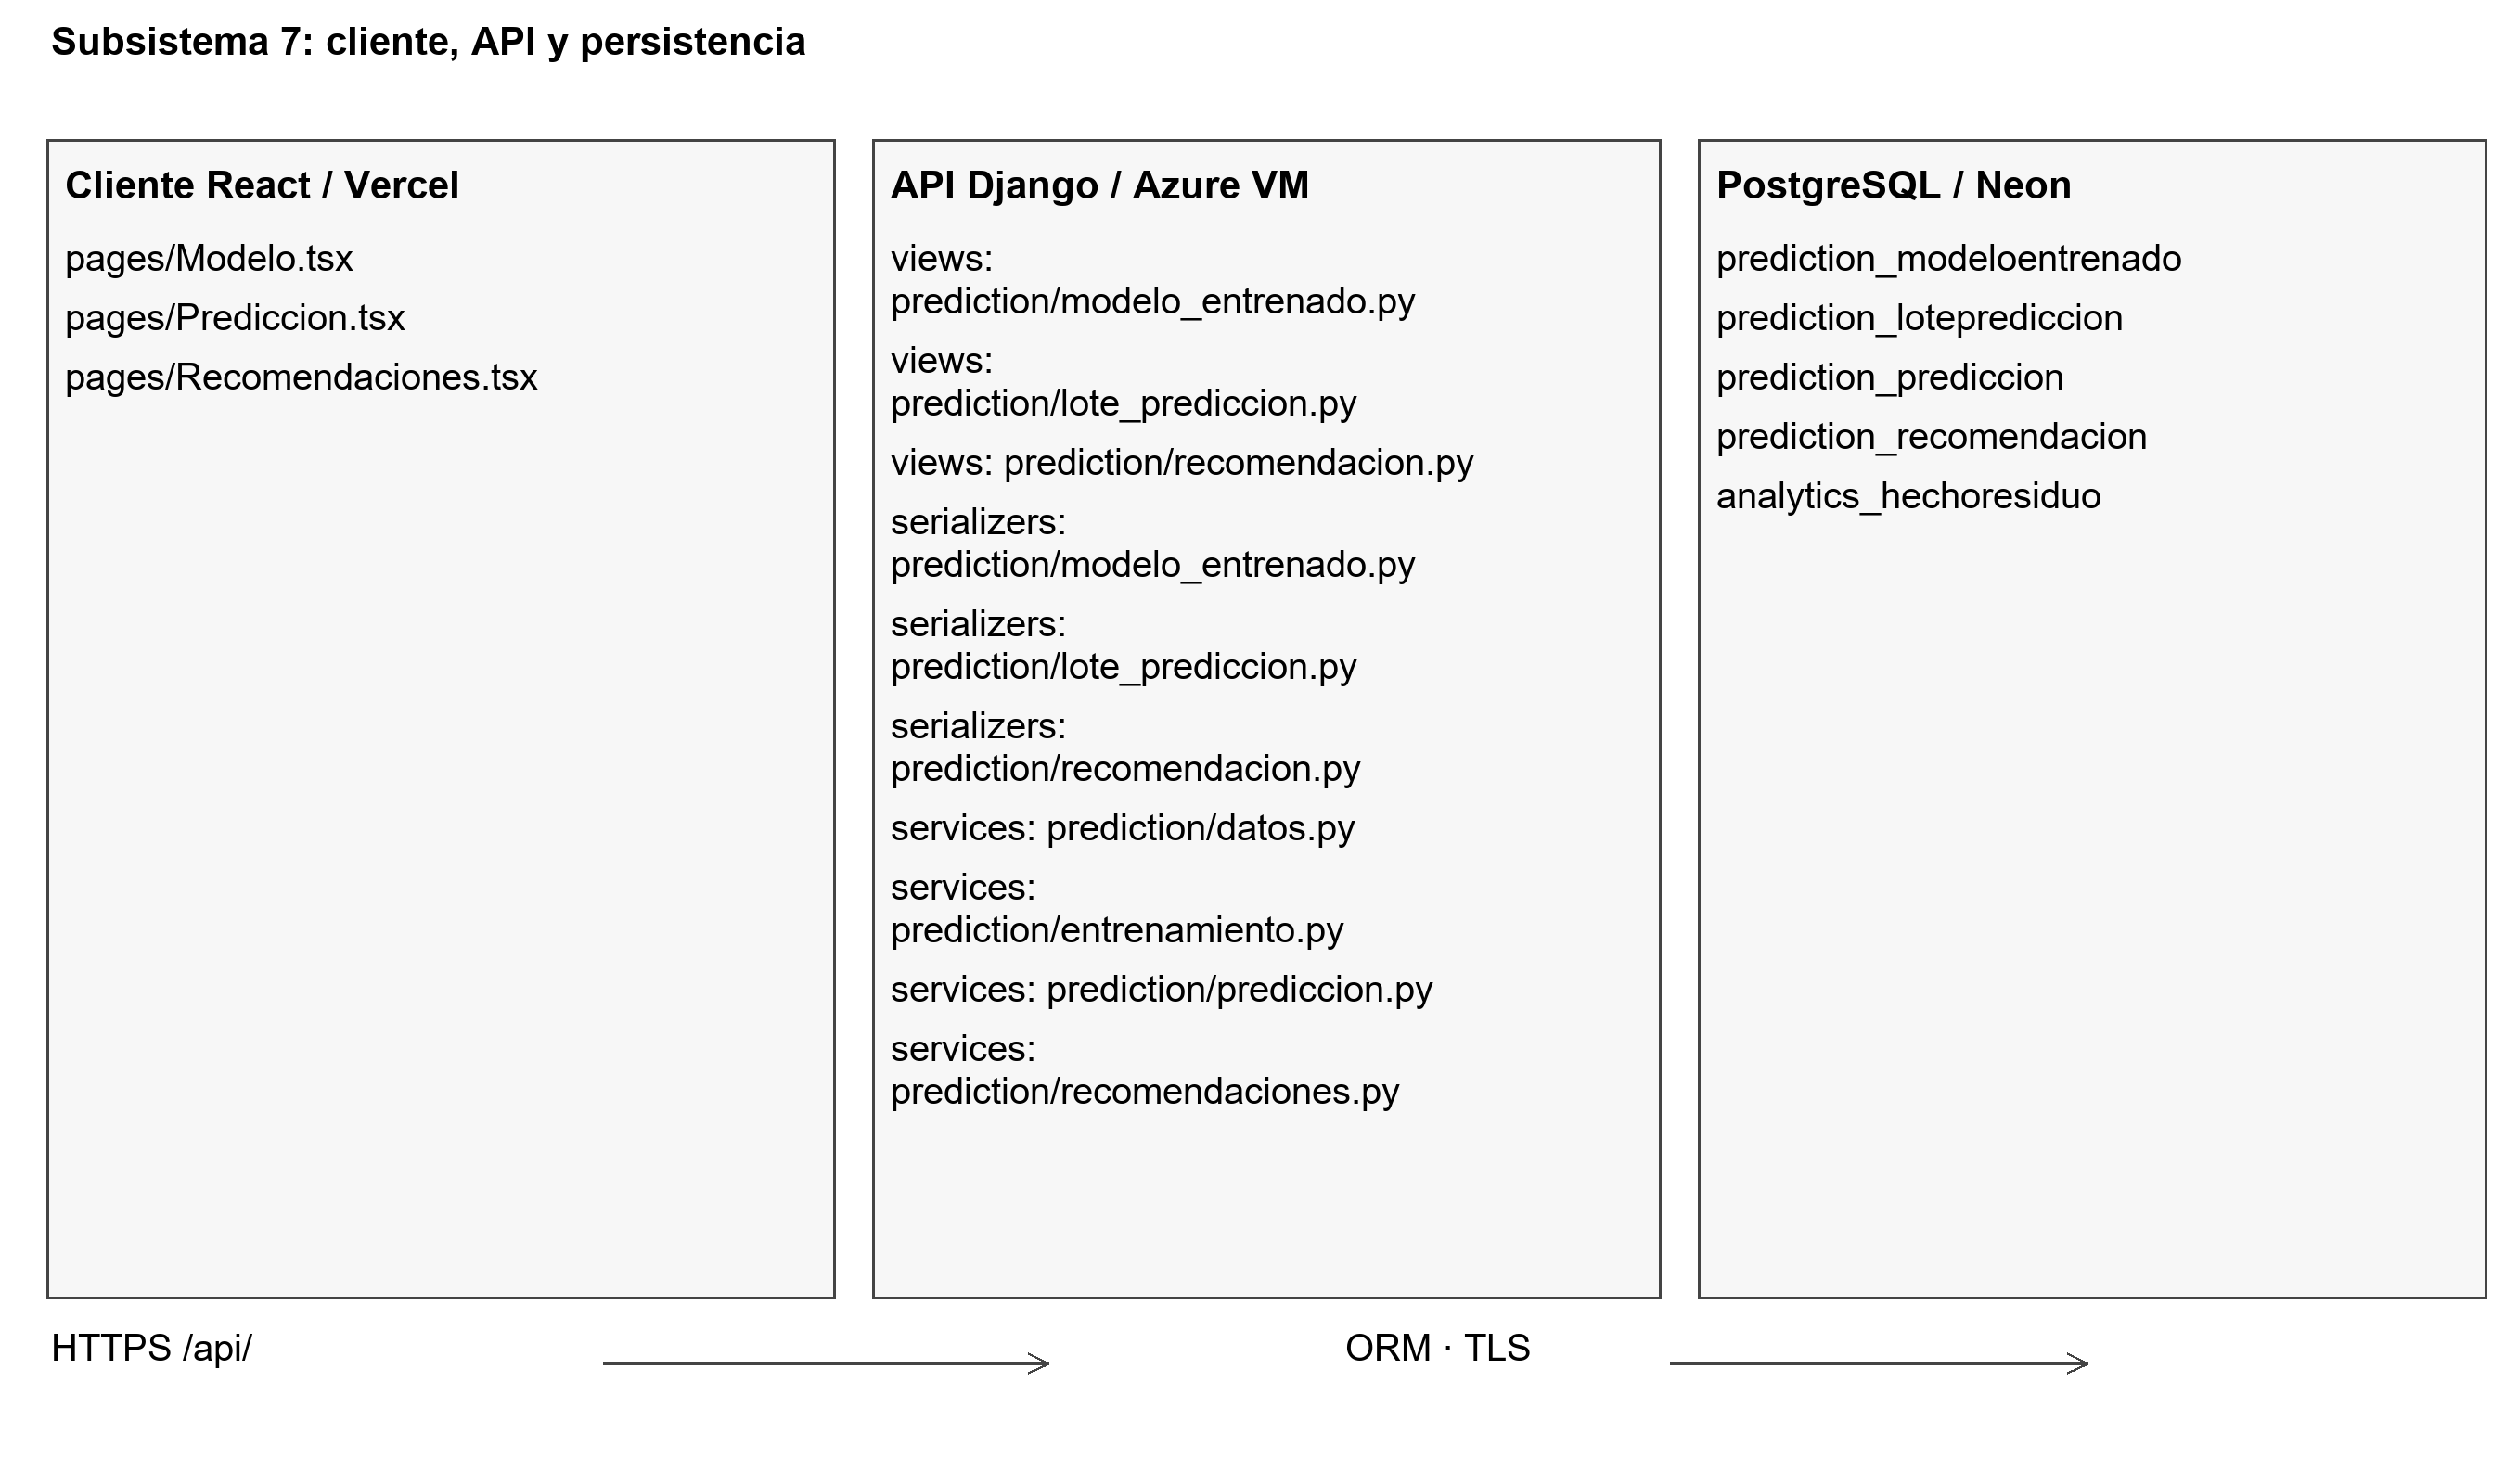 Subsistema 7: cliente, API y persistencia
Cliente React / Vercel
pages/Modelo.tsx
pages/Prediccion.tsx
pages/Recomendaciones.tsx
API Django / Azure VM
views:
prediction/modelo_entrenado.py
views:
prediction/lote_prediccion.py
views: prediction/recomendacion.py
serializers:
prediction/modelo_entrenado.py
serializers:
prediction/lote_prediccion.py
serializers:
prediction/recomendacion.py
services: prediction/datos.py
services:
prediction/entrenamiento.py
services: prediction/prediccion.py
services:
prediction/recomendaciones.py
PostgreSQL / Neon
prediction_modeloentrenado
prediction_loteprediccion
prediction_prediccion
prediction_recomendacion
analytics_hechoresiduo
HTTPS /api/
ORM · TLS